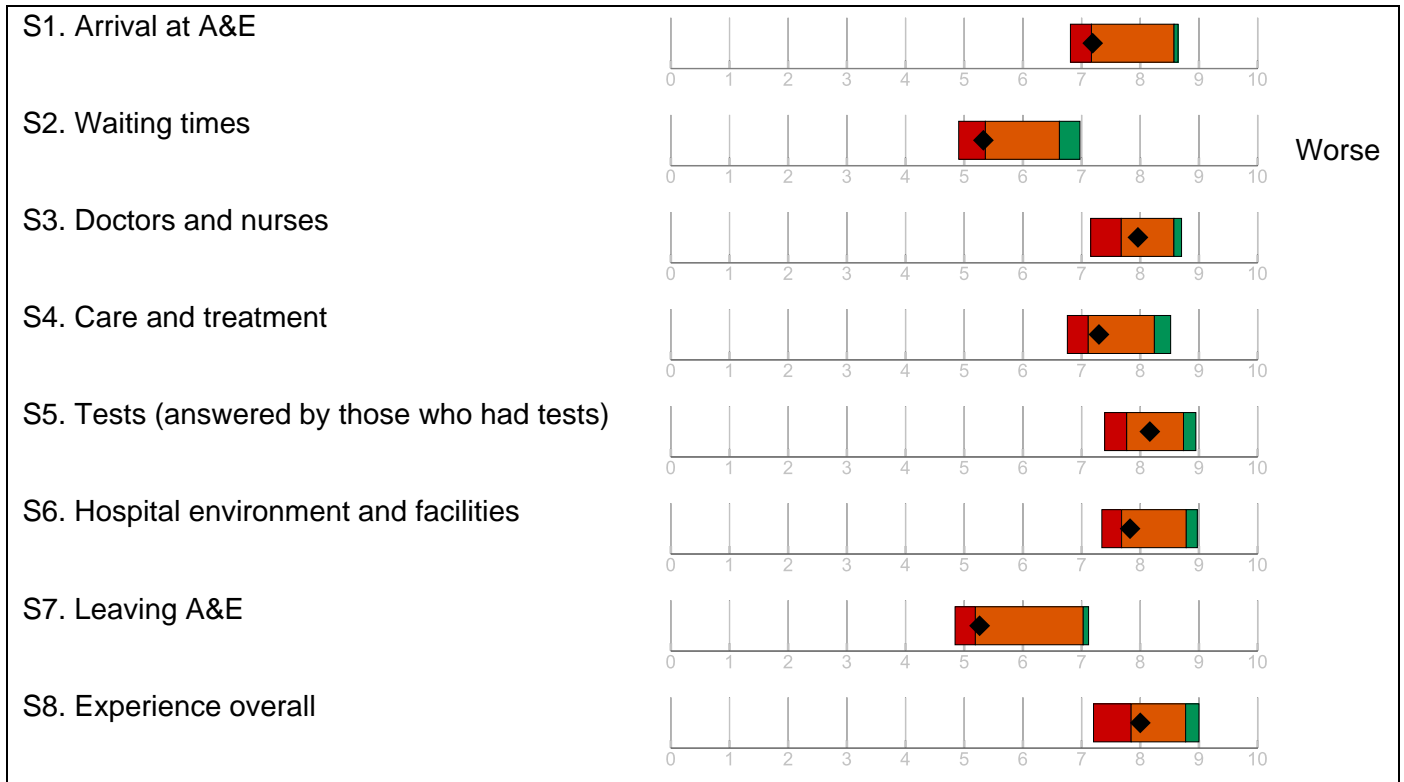 S1. Arrival at A&E
0 1 2 3 4 5 6 7 8 9 10
S2. Waiting times
Worse
0 1 2 3 4 5 6 7 8 9 10
S3. Doctors and nurses
0 1 2 3 4 5 6 7 8 9 10
S4. Care and treatment
0 1 2 3 4 5 6 7 8 9 10
S5. Tests (answered by those who had tests)
0 1 2 3 4 5 6 7 8 9 10
S6. Hospital environment and facilities
0 1 2 3 4 5 6 7 8 9 10
S7. Leaving A&E
0 1 2 3 4 5 6 7 8 9 10
S8. Experience overall
0 1 2 3 4 5 6 7 8 9 10